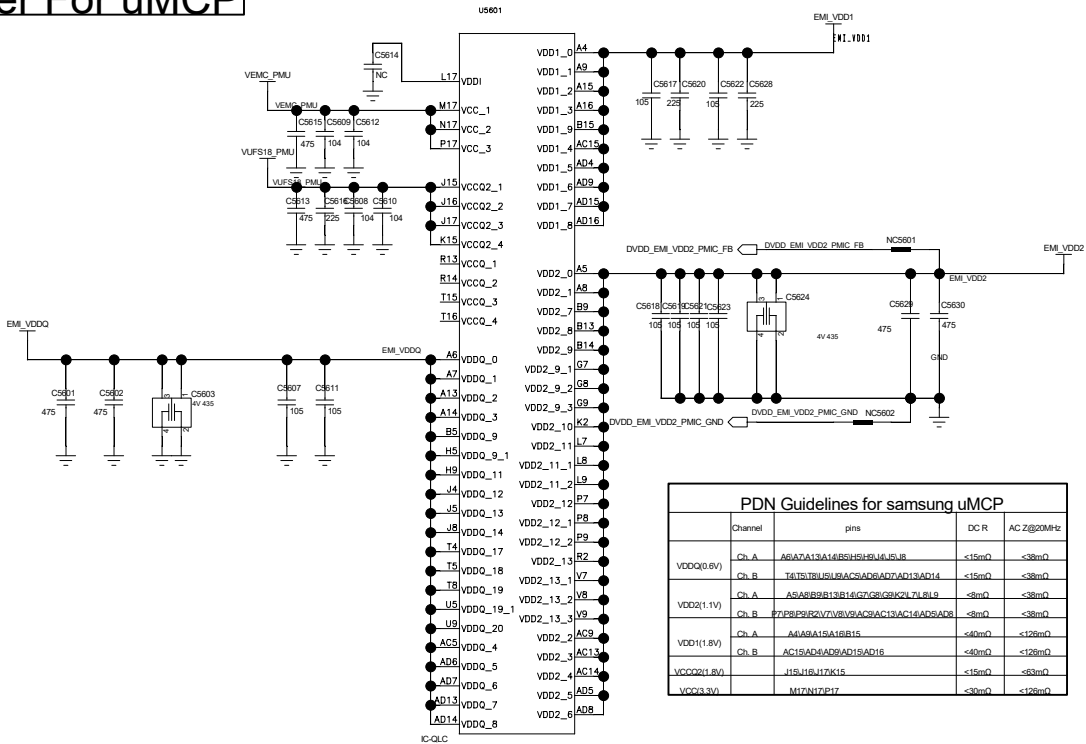 er For uMCP
U5601
EMI_VDD1
EMI_VDD1
C5614
NC
L17 VDDI
VEMC_PMU
VEMC_PMU
M17 VCC_1
N17 VCC_2
P17 VCC_3
C5615 C5609 C5612
475 104 104
VUFS18_PMU
VUFS18_PMU
J15 VCCQ2_1
J16 VCCQ2_2
J17 VCCQ2_3
K15 VCCQ2_4
C5613 C5616 C5608 C5610
475 225 104 104
R13 VCCQ_1
R14 VCCQ_2
T15 VCCQ_3
T16 VCCQ_4
EMI_VDDQ
EMI_VDDQ
A6 VDDQ_0
A7 VDDQ_1
A13 VDDQ_2
A14 VDDQ_3
B5 VDDQ_9
H5 VDDQ_9_1
H9 VDDQ_11
J4 VDDQ_12
J5 VDDQ_13
J8 VDDQ_14
T4 VDDQ_17
T5 VDDQ_18
T8 VDDQ_19
U5 VDDQ_19_1
U9 VDDQ_20
AC5 VDDQ_4
AD6 VDDQ_5
AD7 VDDQ_6
AD13 VDDQ_7
AD14 VDDQ_8
IC-QLC
C5601
475
C5602
475
C5603
4V 435
3 1
4 2
C5607
105
C5611
105
VDD1_0 A4
VDD1_1 A9
VDD1_2 A15
VDD1_3 A16
VDD1_9 B15
VDD1_4 AC15
VDD1_5 AD4
VDD1_6 AD9
VDD1_7 AD15
VDD1_8 AD16
C5617 C5620 C5622 C5628
105 225 105 225
DVDD_EMI_VDD2_PMIC_FB
DVDD_EMI_VDD2_PMIC_FB
NC5601
EMI_VDD2
EMI_VDD2
VDD2_0 A5
VDD2_1 A8
VDD2_7 B9
VDD2_8 B13
VDD2_9 B14
VDD2_9_1 G7
VDD2_9_2 G8
VDD2_9_3 G9
VDD2_10 K2
VDD2_11 L7
VDD2_11_1 L8
VDD2_11_2 L9
VDD2_12 P7
VDD2_12_1 P8
VDD2_12_2 P9
VDD2_13 R2
VDD2_13_1 V7
VDD2_13_2 V8
VDD2_13_3 V9
VDD2_2 AC9
VDD2_3 AC13
VDD2_4 AC14
VDD2_5 AD5
VDD2_6 AD8
C5618 C5619 C5621 C5623
105 105 105 105
C5624
3 1
4 2
4V 435
C5629
475
C5630
475
GND
DVDD_EMI_VDD2_PMIC_GND
DVDD_EMI_VDD2_PMIC_GND
NC5602
PDN Guidelines for samsung uMCP
Channel pins DC R AC Z@20MHz
VDDQ(0.6V)
Ch. A A6\A7\A13\A14\B5\H5\H9\J4\J5\J8 <15mΩ <38mΩ
Ch. B T4\T5\T8\U5\U9\AC5\AD6\AD7\AD13\AD14 <15mΩ <38mΩ
VDD2(1.1V)
Ch. A A5\A8\B9\B13\B14\G7\G8\G9\K2\L7\L8\L9 <8mΩ <38mΩ
Ch. B P7\P8\P9\R2\V7\V8\V9\AC9\AC13\AC14\AD5\AD8 <8mΩ <38mΩ
VDD1(1.8V)
Ch. A A4\A9\A15\A16\B15 <40mΩ <126mΩ
Ch. B AC15\AD4\AD9\AD15\AD16 <40mΩ <126mΩ
VCCQ2(1.8V) J15\J16\J17\K15 <15mΩ <63mΩ
VCC(3.3V) M17\N17\P17 <30mΩ <126mΩ